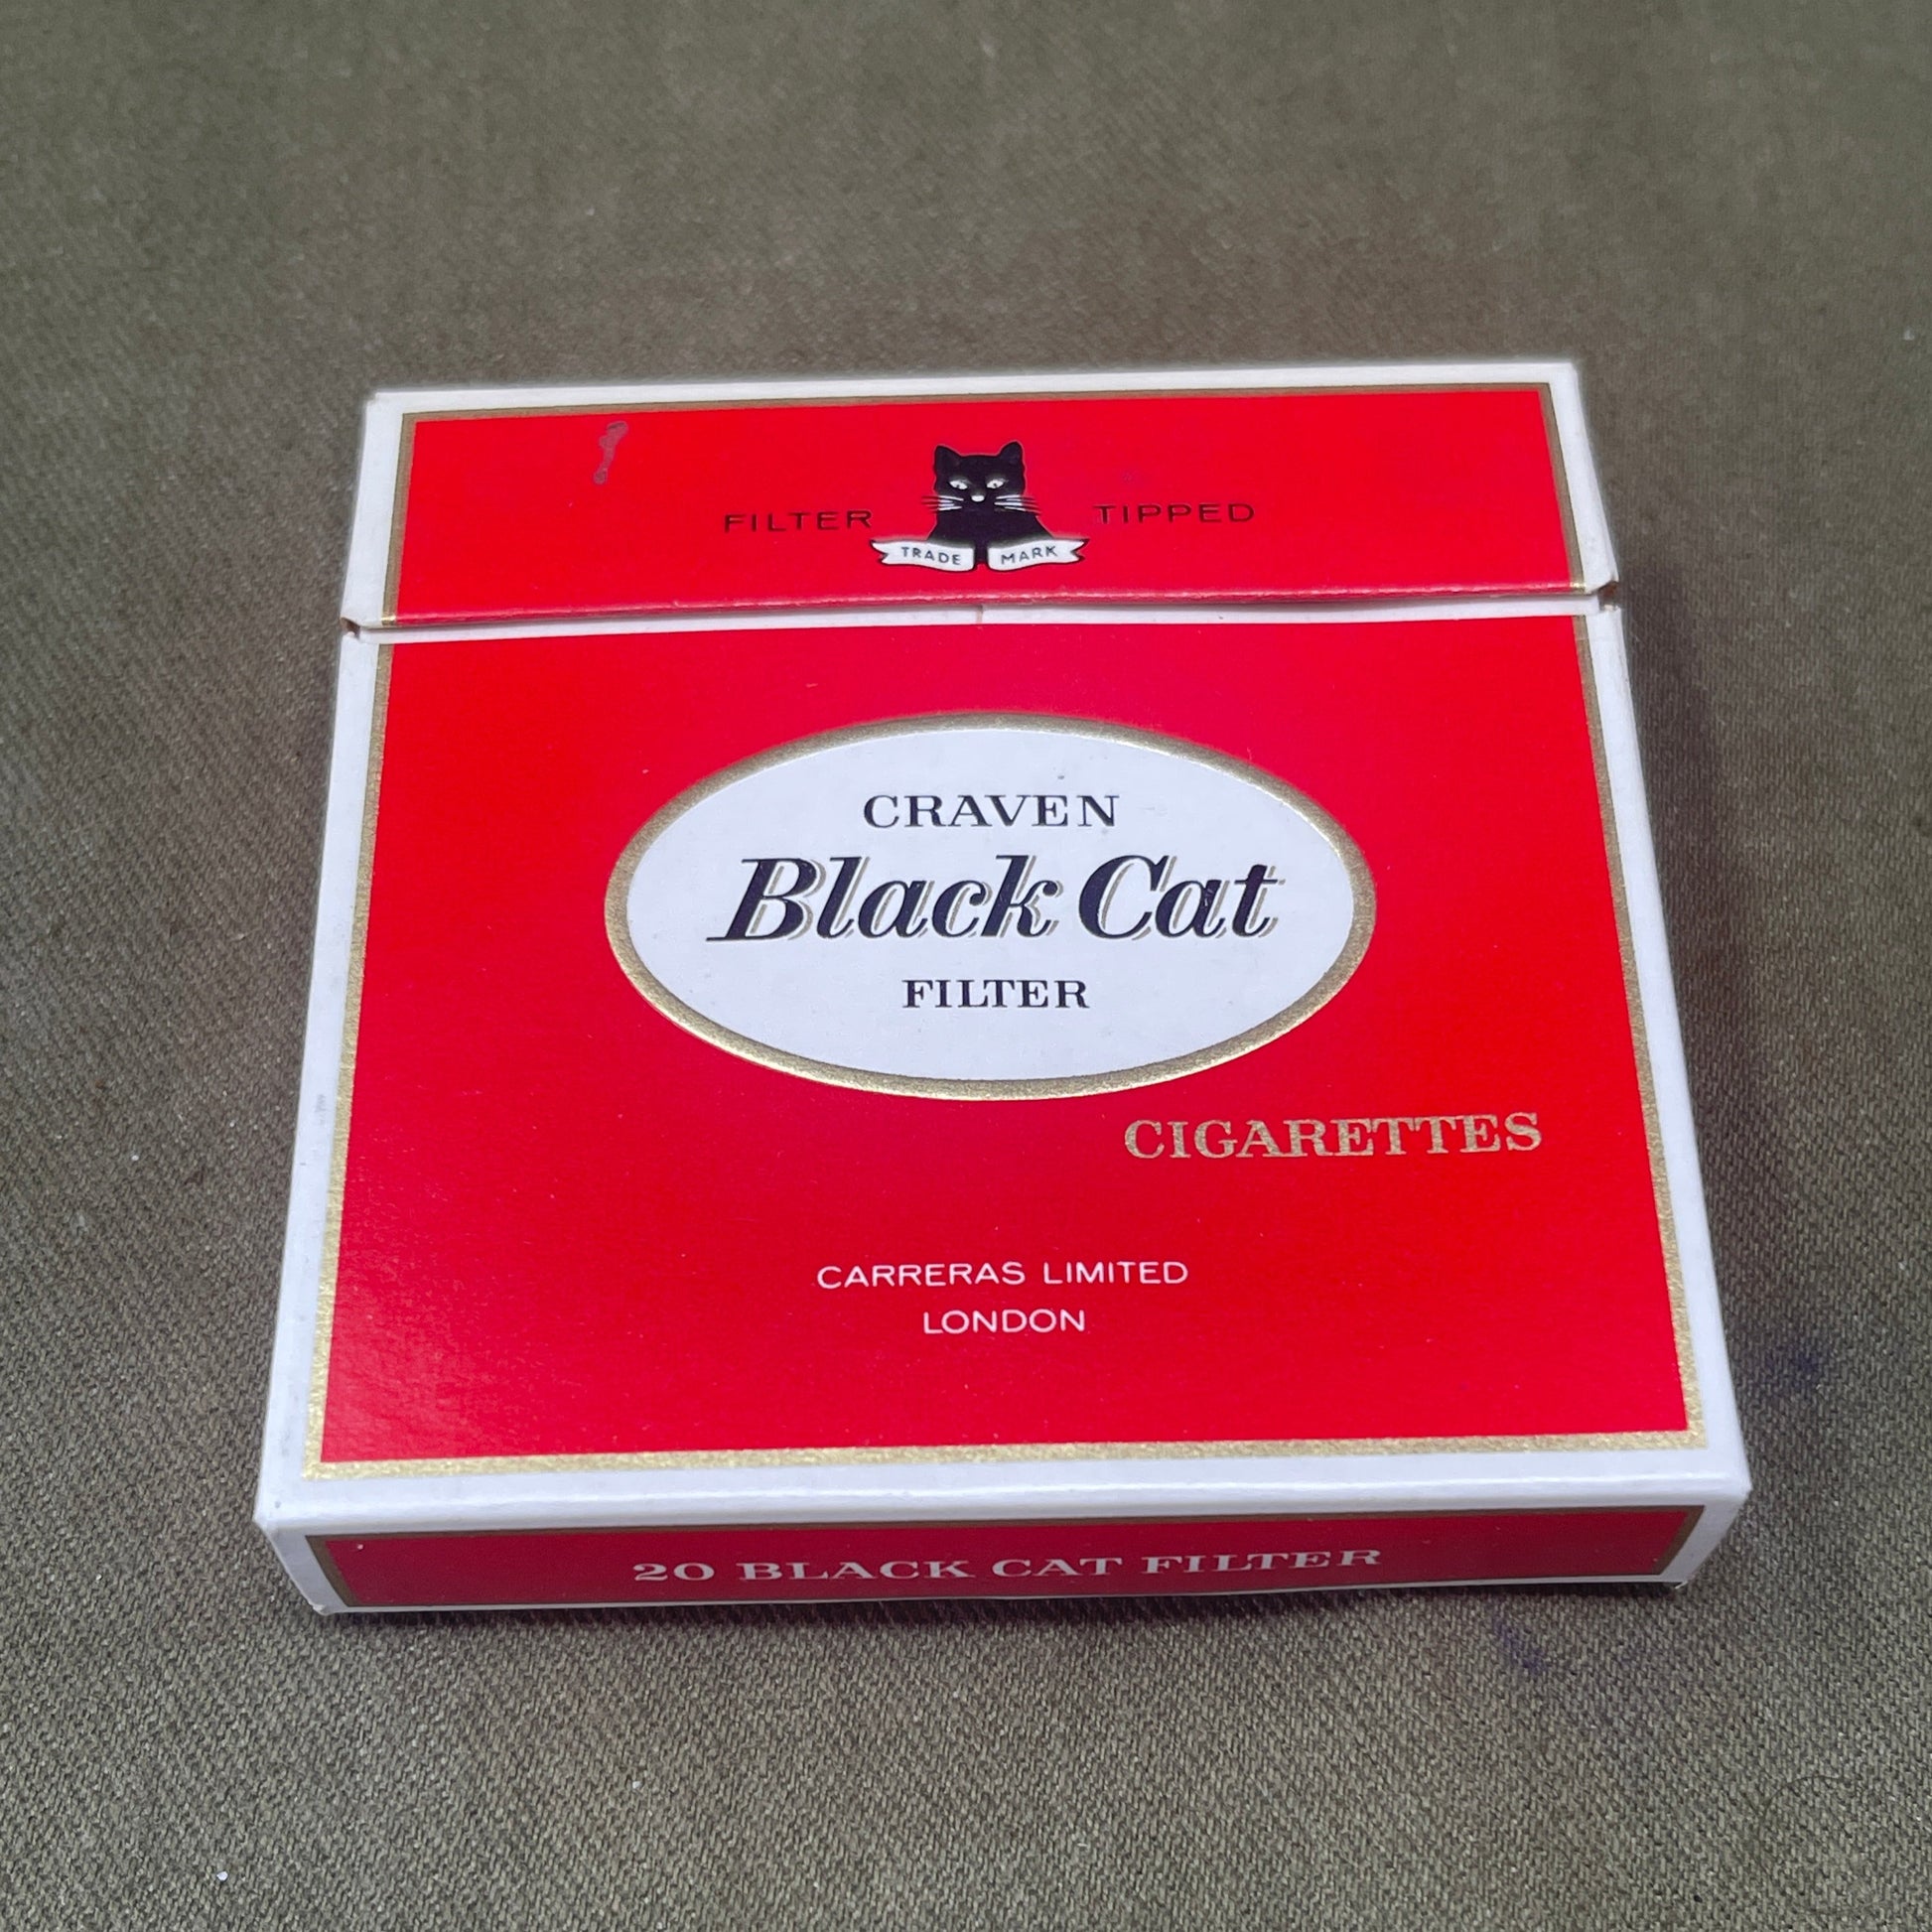 FILTER TIPPED
TRADE MARK
CRAVEN
Black Cat
FILTER
CIGARETTES
CARRERAS LIMITED
LONDON
20 BLACK CAT FILTER